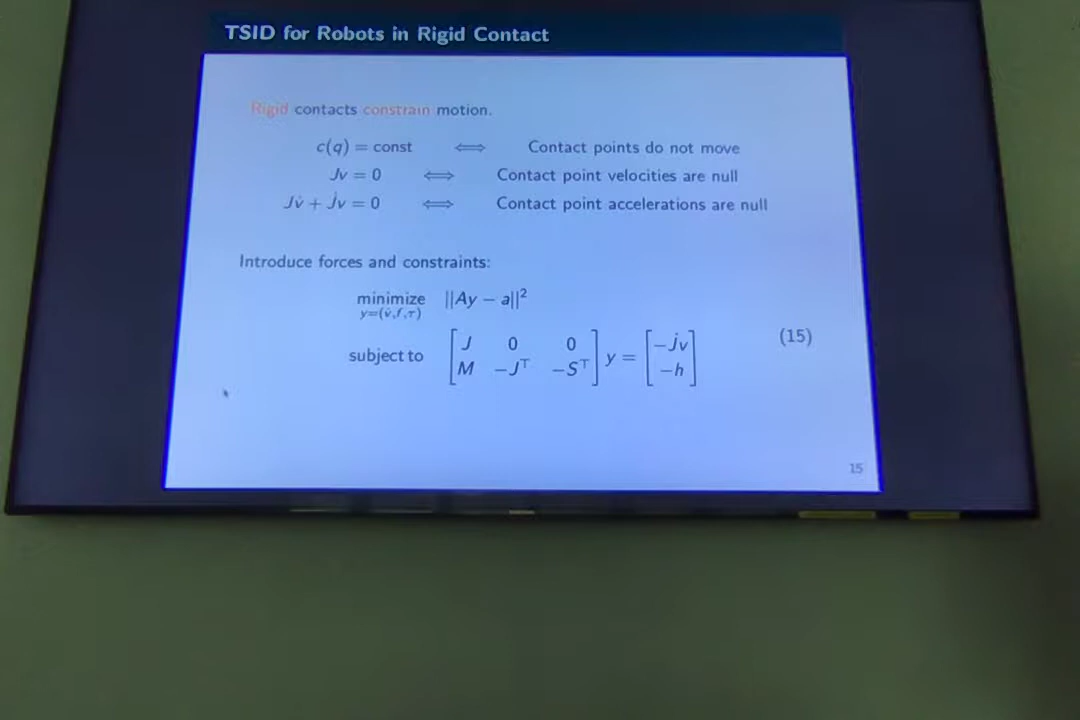 TSID for Robots in Rigid Contact
Rigid contacts constrain motion.
c(q) = const ⟺ Contact points do not move
Jv = 0 ⟺ Contact point velocities are null
Jv̇ + J̇v = 0 ⟺ Contact point accelerations are null
Introduce forces and constraints:
minimize ||Ay − a||²
y=(v̇,f,τ)
subject to [J 0 0; M −J⊤ −S⊤] y = [−J̇v; −h] (15)
15